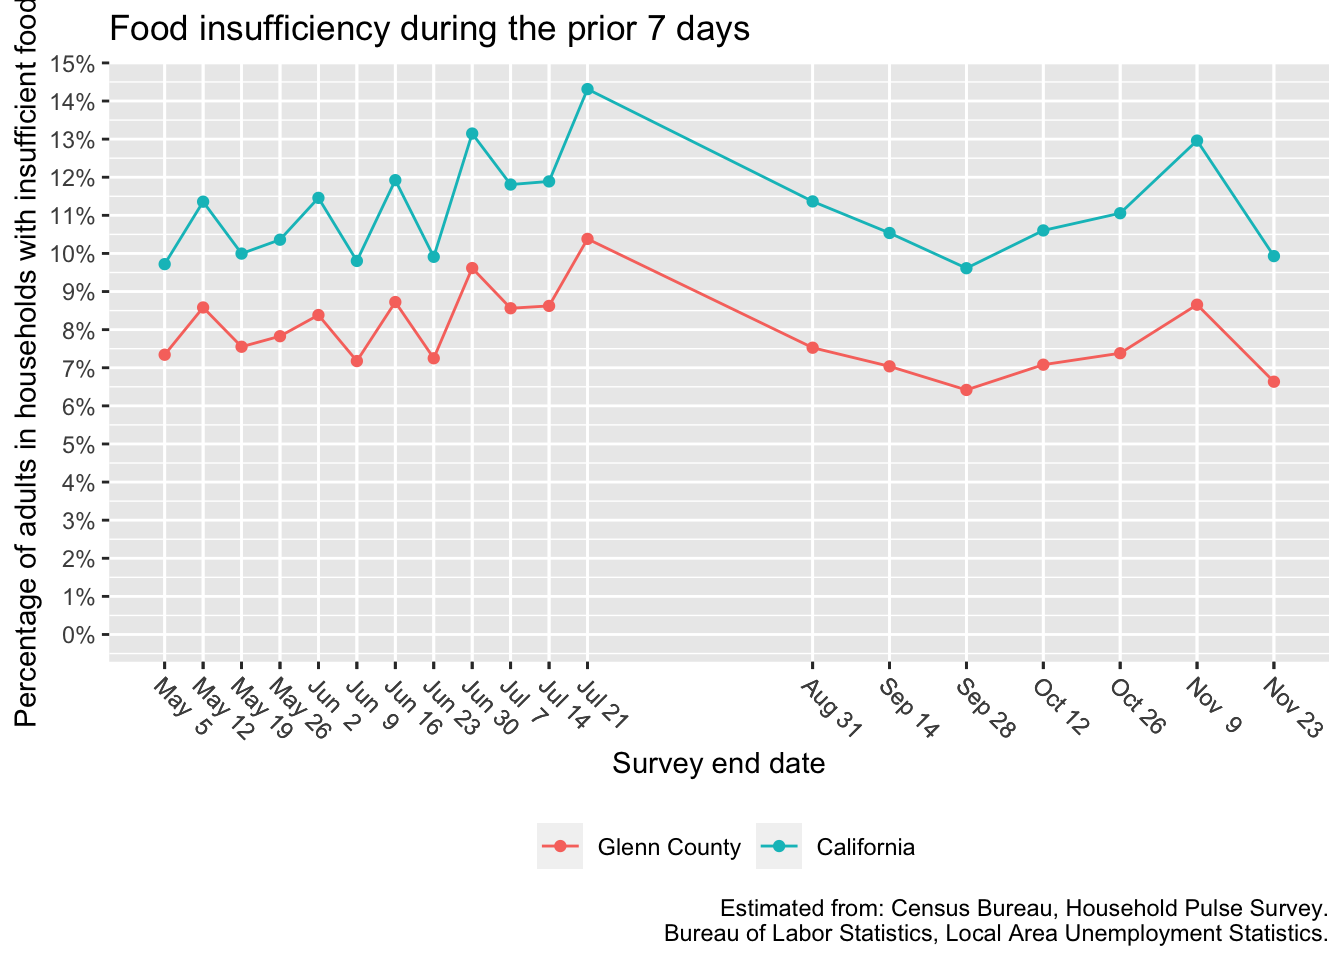 Food insufficiency during the prior 7 days
Percentage of adults in households with insufficient food
15%
14%
13%
12%
11%
10%
9%
8%
7%
6%
5%
4%
3%
2%
1%
0%
May 5
May 12
May 19
May 26
Jun 2
Jun 9
Jun 16
Jun 23
Jun 30
Jul 7
Jul 14
Jul 21
Aug 31
Sep 14
Sep 28
Oct 12
Oct 26
Nov 9
Nov 23
Survey end date
Glenn County
California
Estimated from: Census Bureau, Household Pulse Survey.
Bureau of Labor Statistics, Local Area Unemployment Statistics.